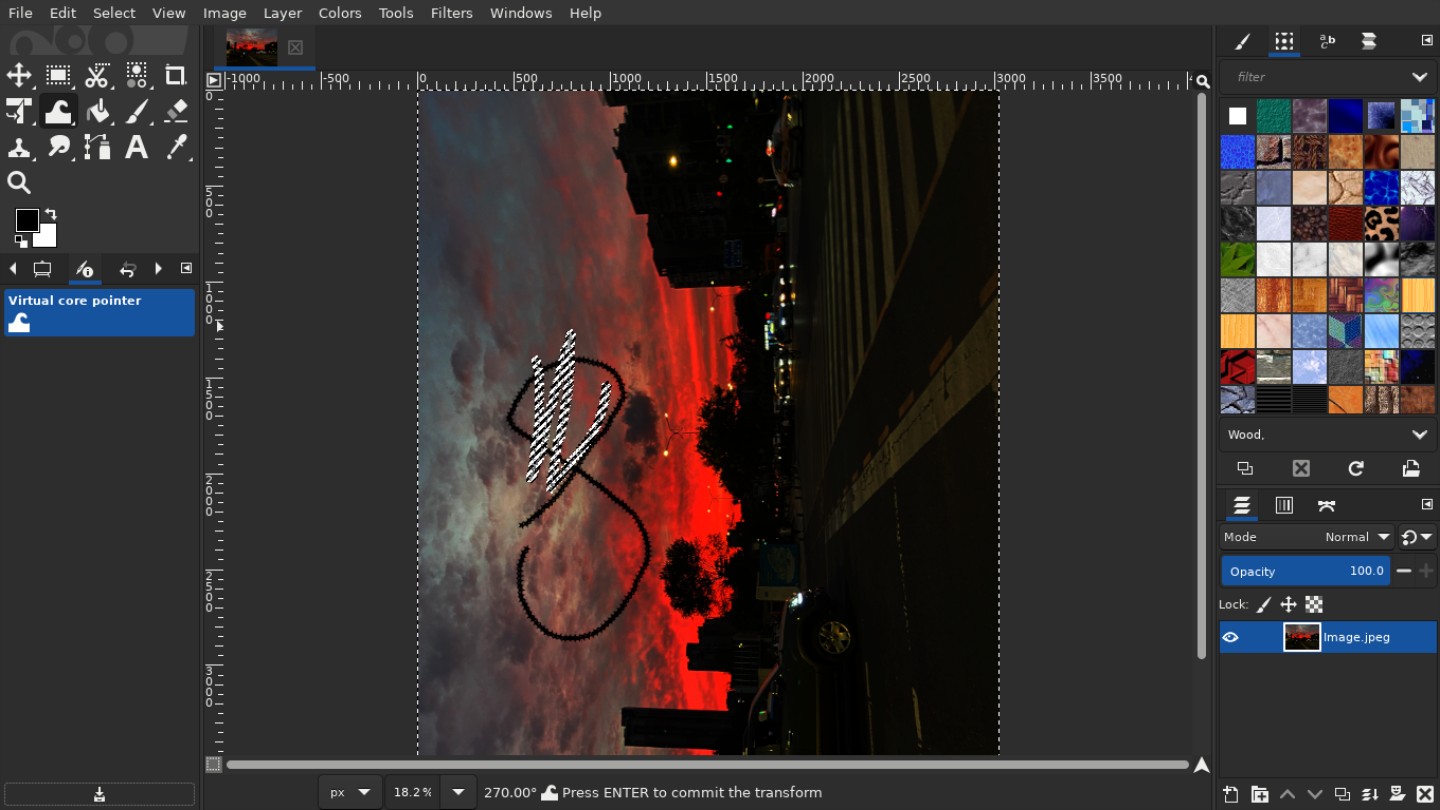 File Edit Select View Image Layer Colors Tools Filters Windows Help
-1000 -500 0 500 1000 1500 2000 2500 3000 3500
filter
0
500
1000
1500
2000
2500
3000
Virtual core pointer
Wood,
Mode Normal
Opacity 100.0
Lock:
Image.jpeg
px 18.2% 270.00° Press ENTER to commit the transform